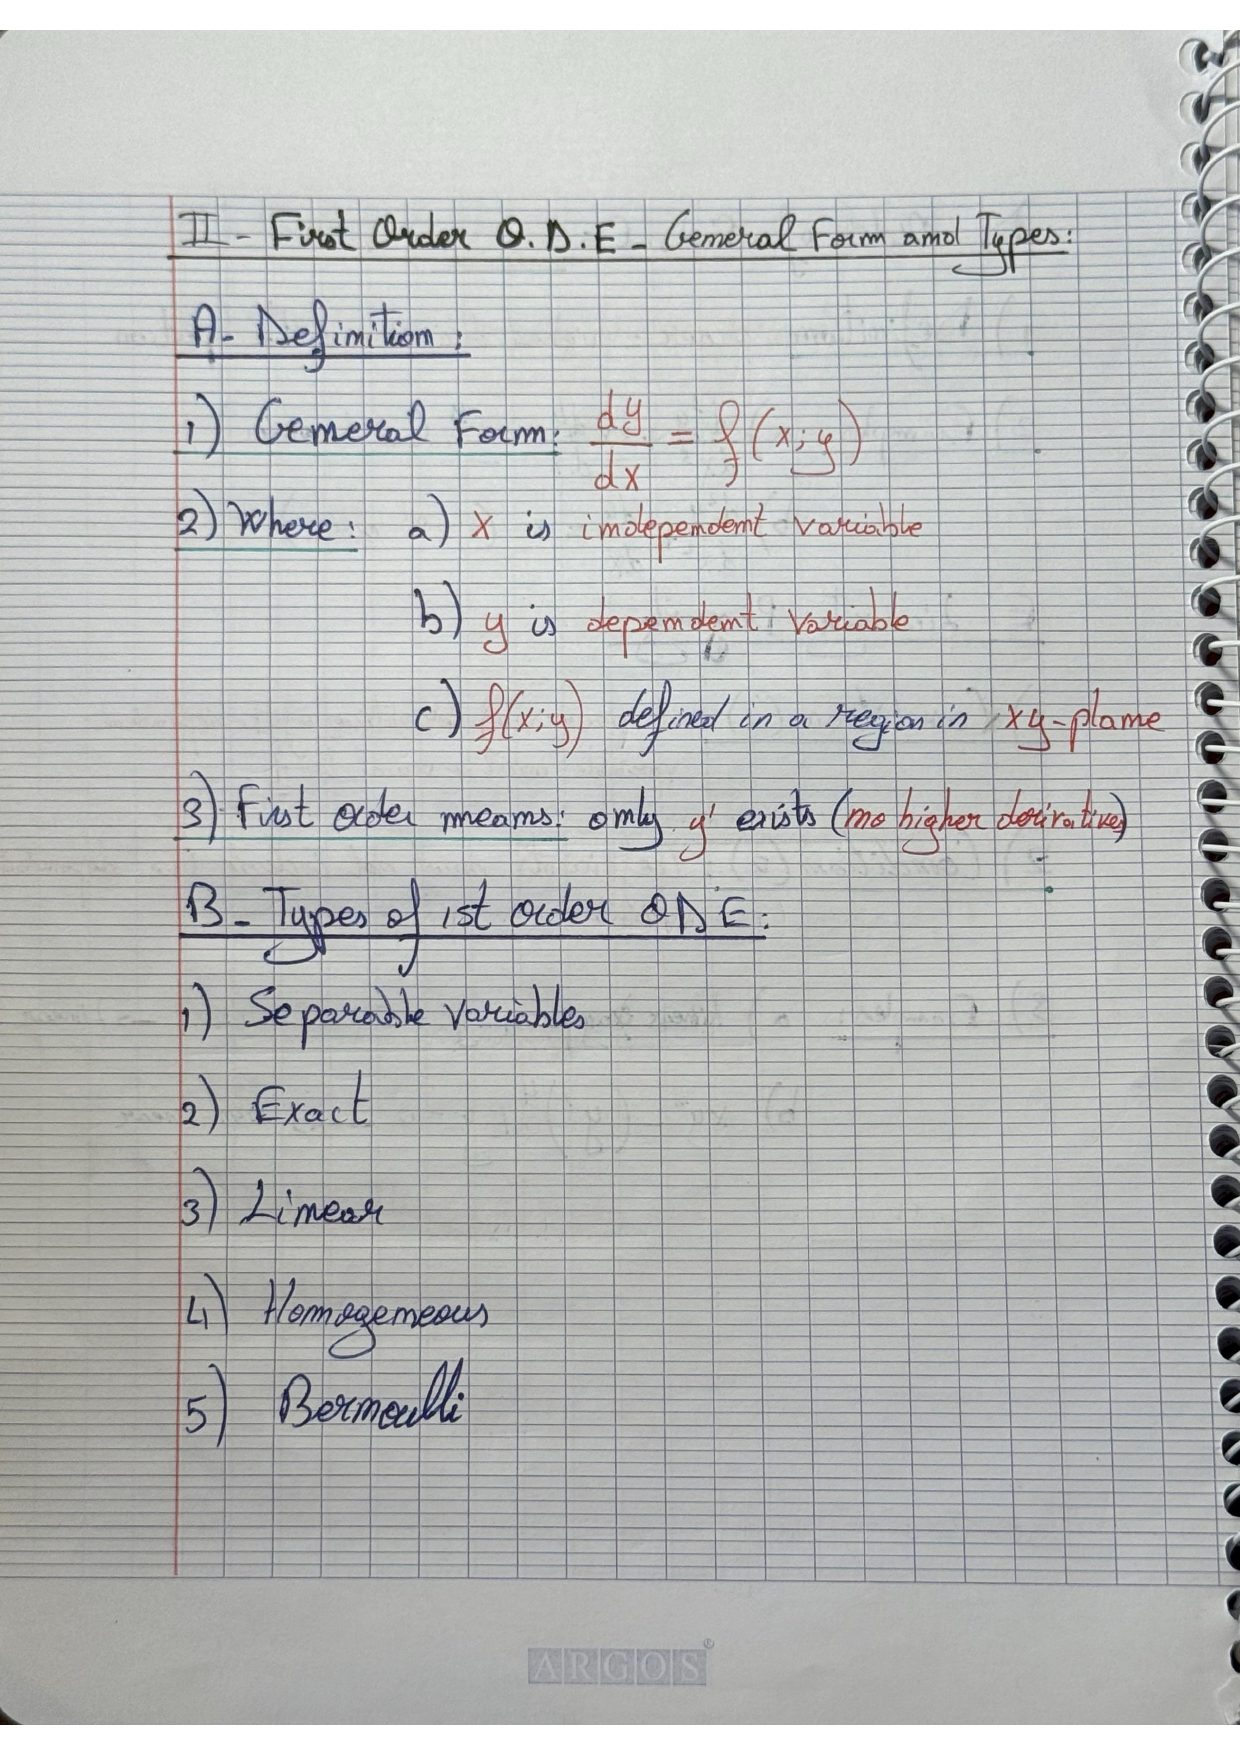 II - First Order O.D.E - General Form and Types:
A- Definition:
1) General Form: dy/dx = f(x;y)
2) Where: a) x is independent variable
b) y is dependent variable
c) f(x;y) defined in a region in xy-plane
3) First order means: only y' exists (no higher derivatives)
B- Types of 1st order ODE:
1) Separable variables
2) Exact
3) Linear
4) Homogeneous
5) Bernoulli
ARGOS®